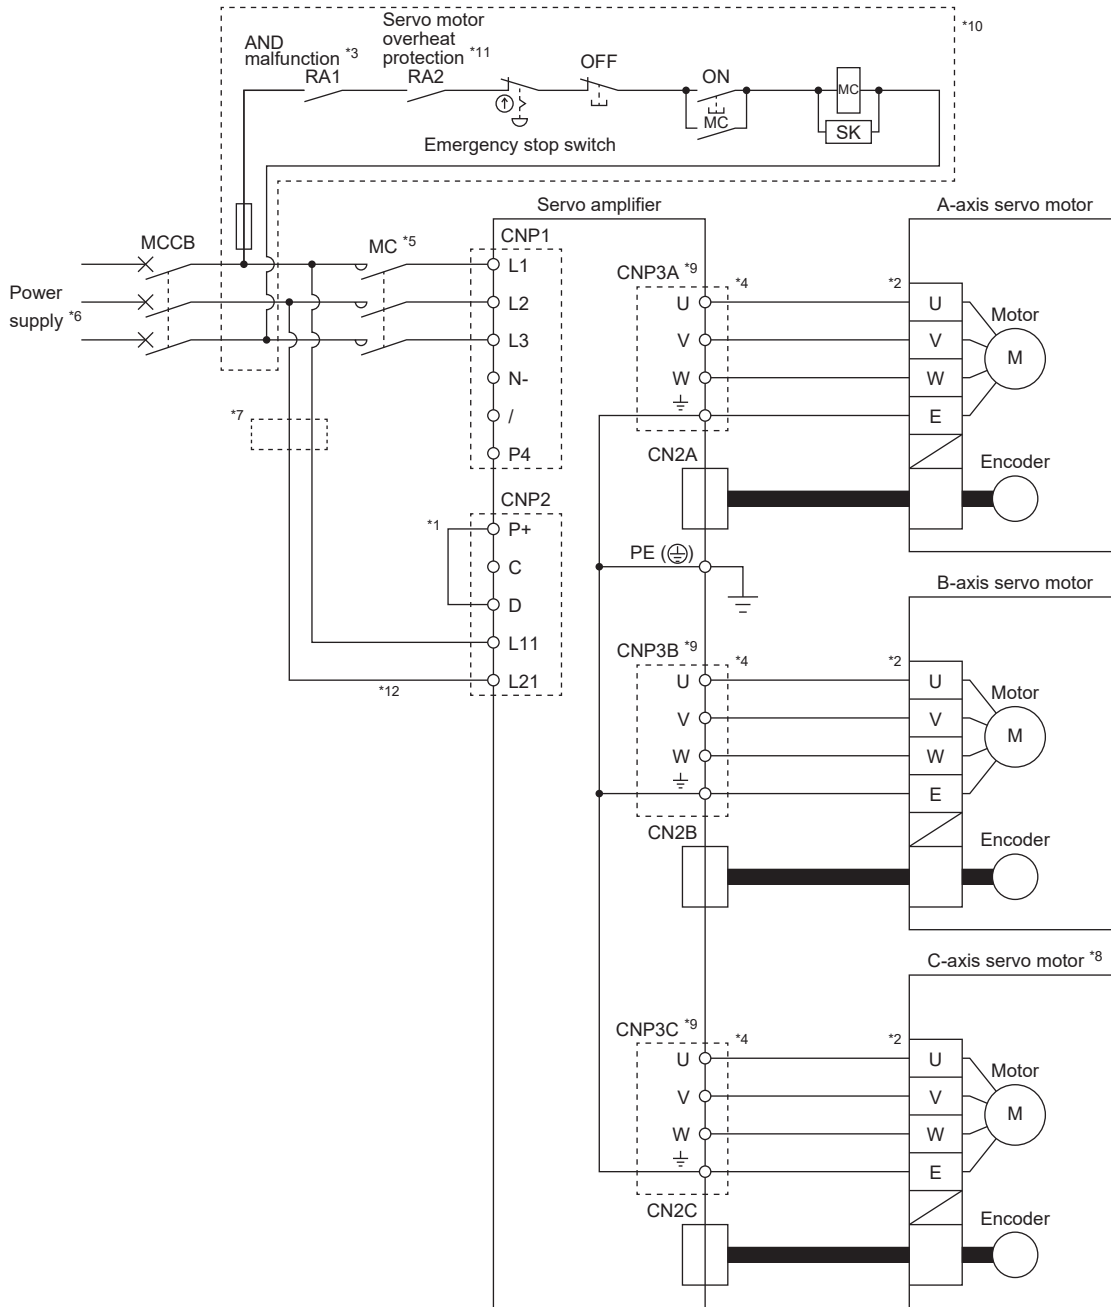 *10
AND
malfunction *3
RA1
Servo motor
overheat
protection *11
RA2
OFF
ON
MC
MC
SK
Emergency stop switch
Servo amplifier
A-axis servo motor
MCCB
MC *5
CNP1
L1
L2
L3
N-
/
P4
Power
supply *6
*7
CNP3A *9
*4
*2
U
V
W
U
V
W
E
Motor
M
CN2A
Encoder
CNP2
*1
P+
C
D
L11
L21
*12
PE
B-axis servo motor
CNP3B *9
*4
*2
U
V
W
U
V
W
E
Motor
M
CN2B
Encoder
C-axis servo motor *8
CNP3C *9
*4
*2
U
V
W
U
V
W
E
Motor
M
CN2C
Encoder